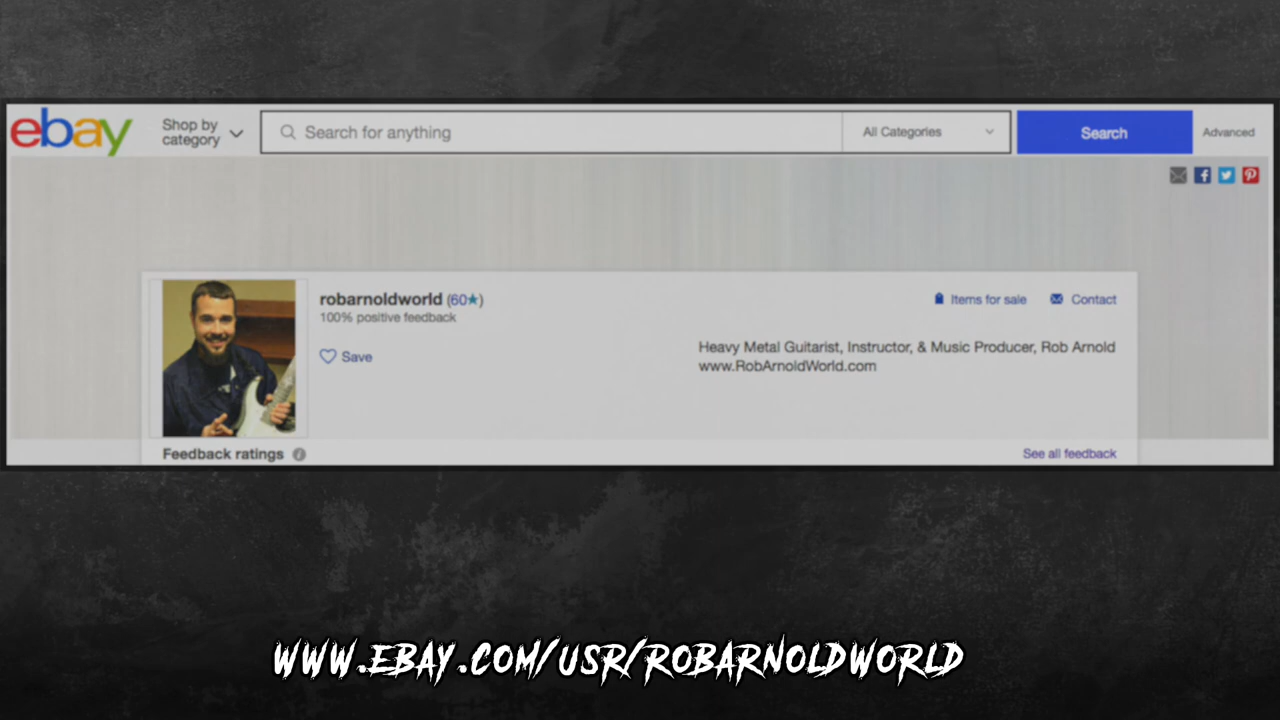 ebay
Shop by
category
Search for anything
All Categories
Search
Advanced
robarnoldworld (60★)
100% positive feedback
Save
Items for sale
Contact
Heavy Metal Guitarist, Instructor, & Music Producer, Rob Arnold
www.RobArnoldWorld.com
Feedback ratings
See all feedback
WWW.EBAY.COM/USR/ROBARNOLDWORLD